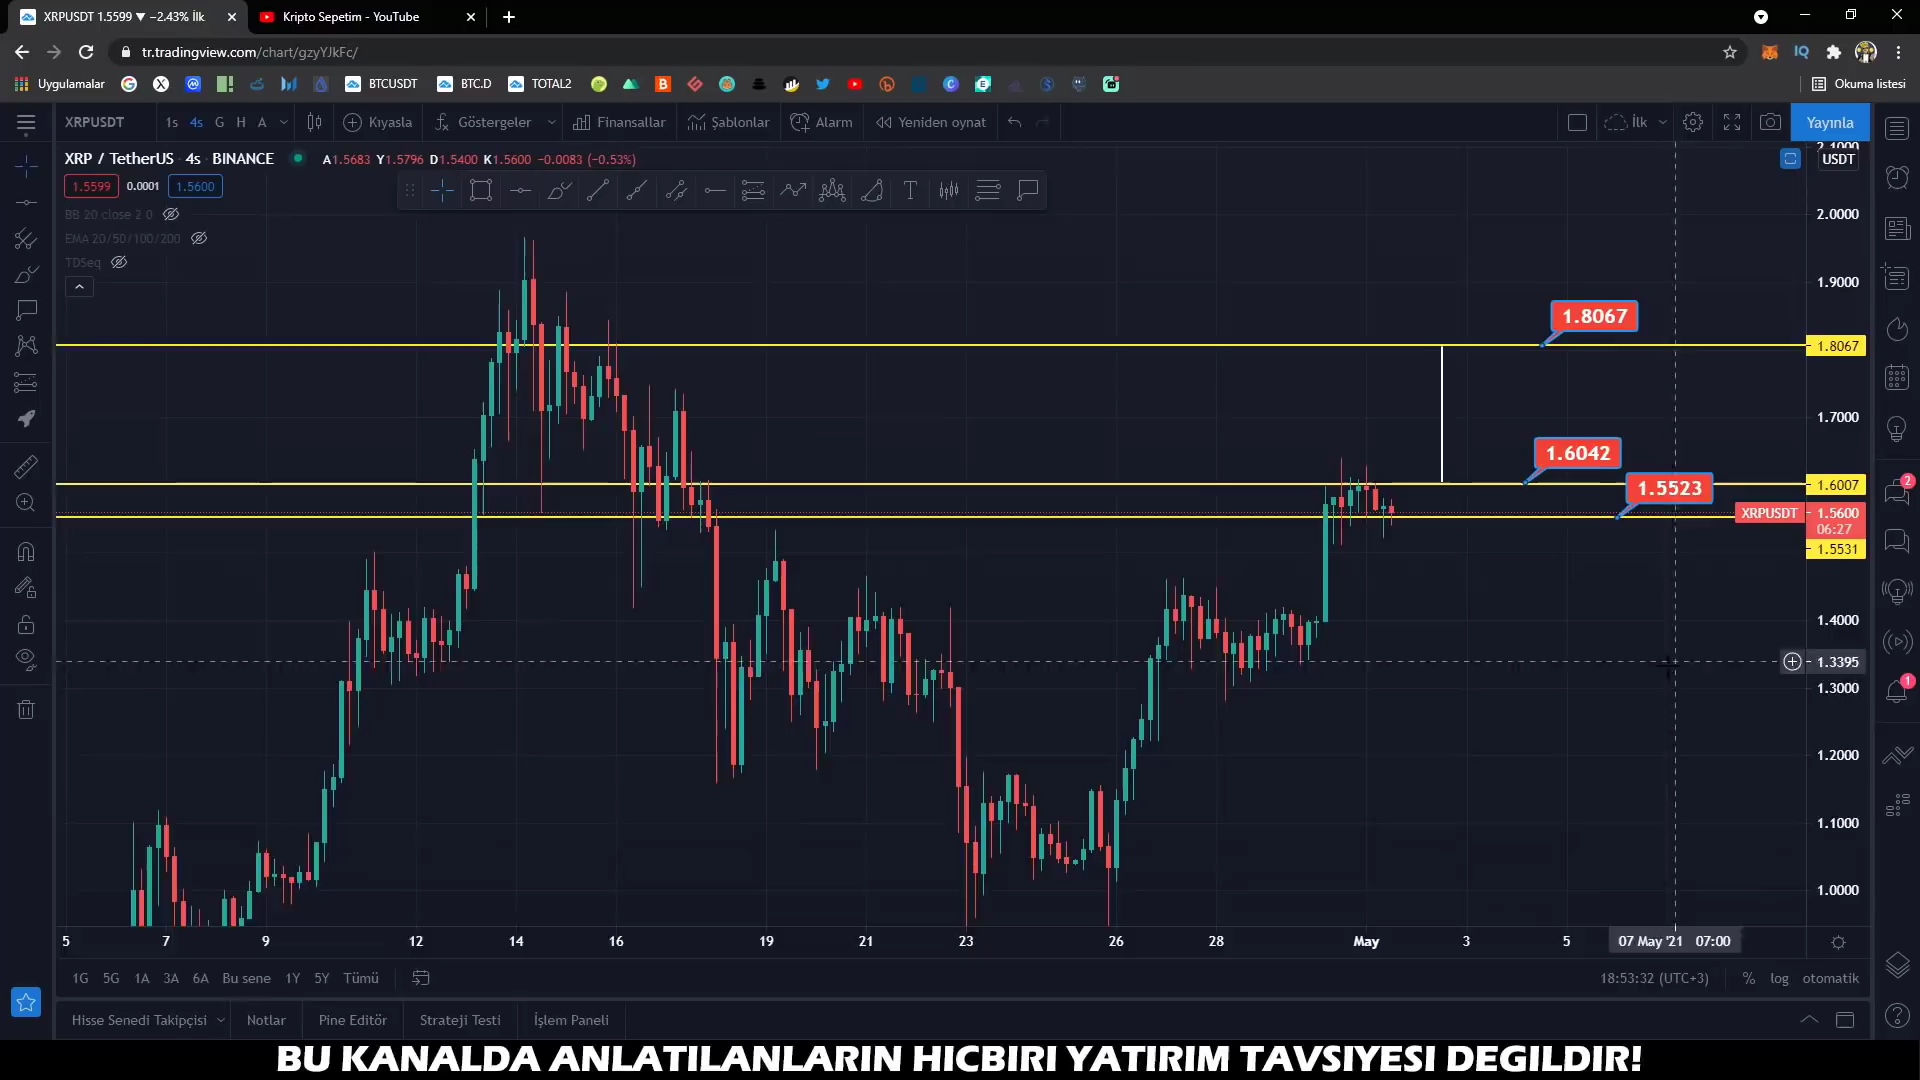 XRPUSDT 1.5599 ▼ −2.43% İlk
Kripto Sepetim - YouTube
tr.tradingview.com/chart/gzyYJkFc/
Uygulamalar
BTCUSDT
BTC.D
TOTAL2
Okuma listesi
XRPUSDT 1s 4s G H A Kıyasla Göstergeler Finansallar Şablonlar Alarm Yeniden oynat İlk Yayınla
XRP / TetherUS · 4s · BINANCE A1.5683 Y1.5796 D1.5400 K1.5600 −0.0083 (−0.53%)
1.5599 0.0001 1.5600
BB 20 close 2 0
EMA 20/50/100/200
TDSeq
2.1000
USDT
2.0000
1.9000
1.8067
1.8067
1.7000
1.6042
1.6007
1.5523
XRPUSDT 1.5600
06:27
1.5531
1.4000
1.3395
1.3000
1.2000
1.1000
1.0000
2
1
5 7 9 12 14 16 19 21 23 26 28 May 3 5 07 May '21 07:00
1G 5G 1A 3A 6A Bu sene 1Y 5Y Tümü 18:53:32 (UTC+3) % log otomatik
Hisse Senedi Takipçisi Notlar Pine Editör Strateji Testi İşlem Paneli
BU KANALDA ANLATILANLARIN HICBIRI YATIRIM TAVSIYESI DEGILDIR!